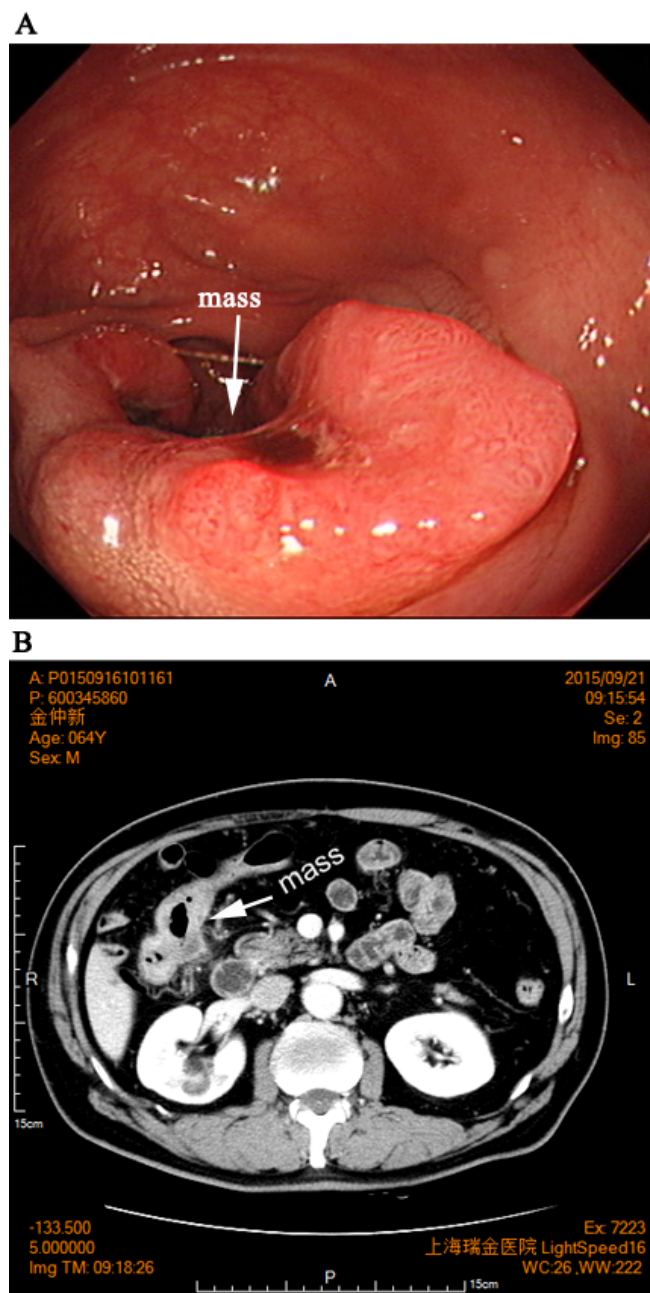 A
mass
B
A: P0150916101161
P: 600345860
金仲新
Age: 064Y
Sex: M
A
2015/09/21
09:15:54
Se: 2
Img: 85
mass
R
L
15cm
-133.500
5.000000
Img TM: 09:18:26
P
15cm
Ex: 7223
上海瑞金医院 LightSpeed16
WC:26 ,WW:222